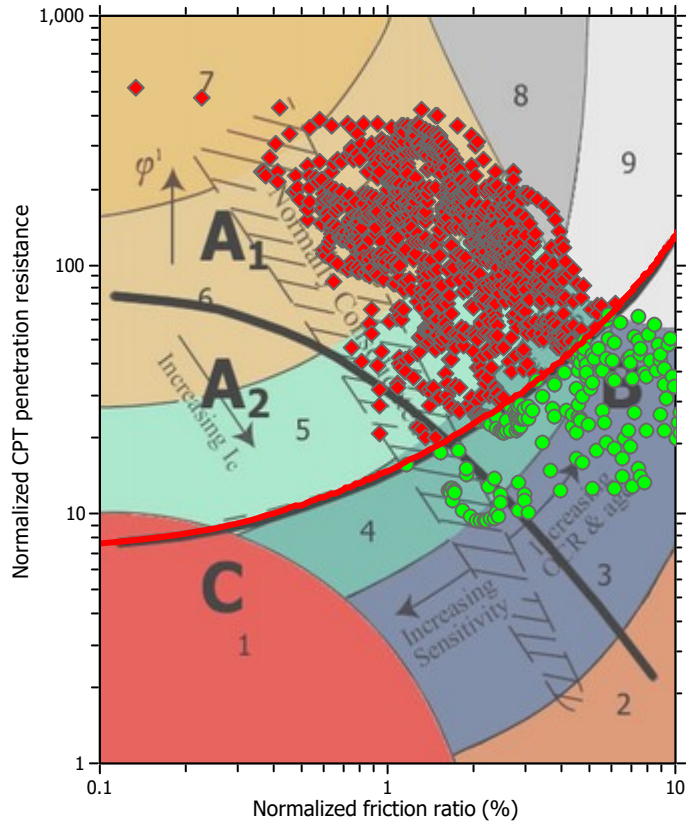 1,000
7
8
φ'
9
Normally Consolidated
A1
100
6
Normalized CPT penetration resistance
Increasing Ic
A2
B
5
10
4
Increasing
OCR & age
C
3
Increasing
Sensitivity
1
2
1
0.1
1
10
Normalized friction ratio (%)